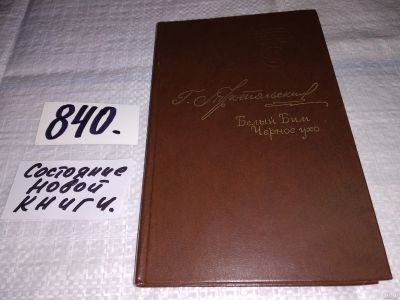 840.
Состояние
новой
книги.
Г. Троепольский
Белый Бим
Черное ухо